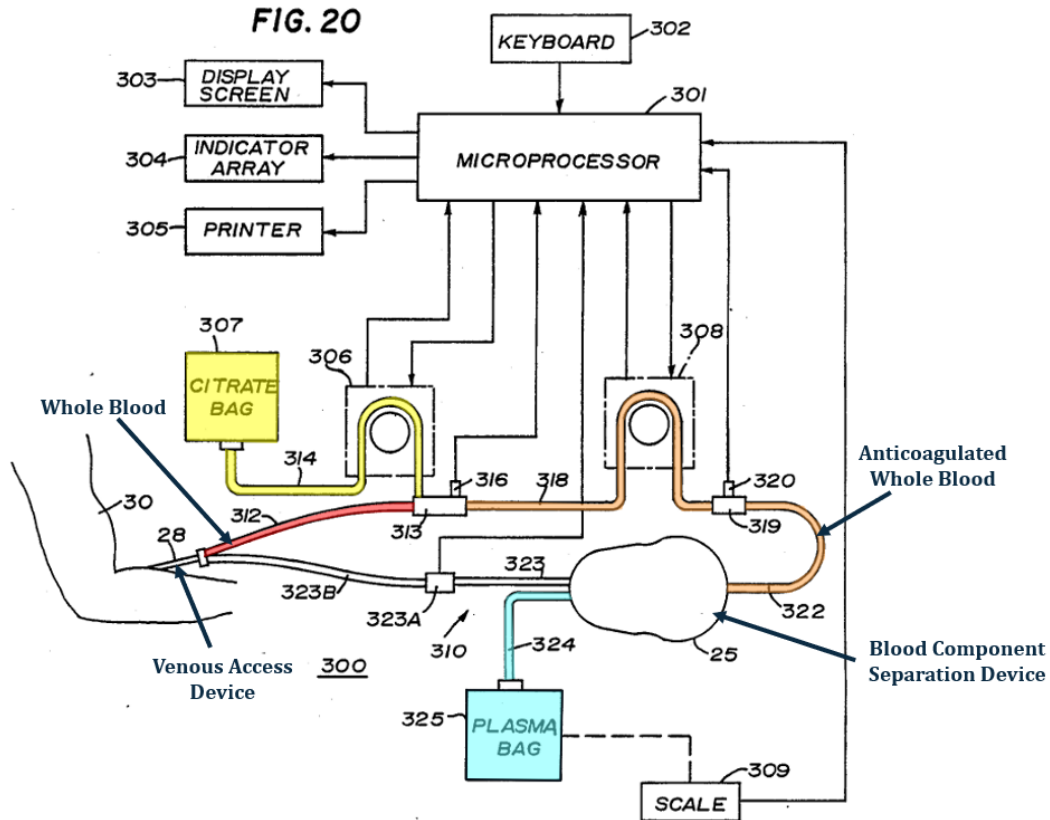 FIG. 20
KEYBOARD
302
303
DISPLAY
SCREEN
301
MICROPROCESSOR
304
INDICATOR
ARRAY
305
PRINTER
307
CITRATE
BAG
306
308
Whole Blood
Anticoagulated
Whole Blood
314
316
318
320
30
312
313
319
28
323
323B
323A
322
310
324
25
Venous Access
Device
300
Blood Component
Separation Device
325
PLASMA
BAG
309
SCALE